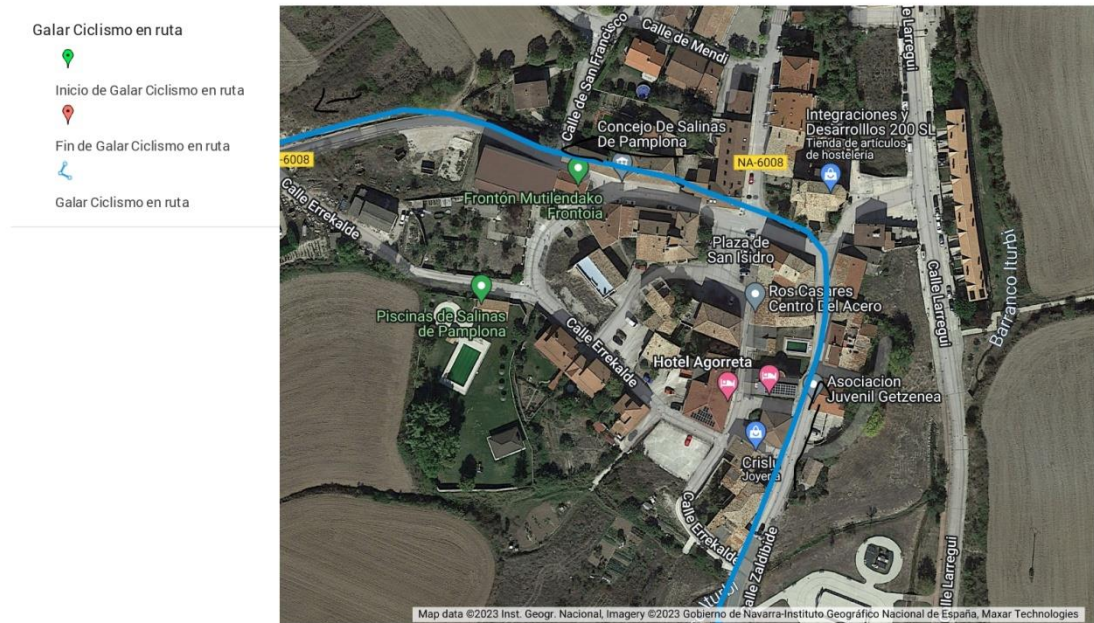 Galar Ciclismo en ruta
Inicio de Galar Ciclismo en ruta
Fin de Galar Ciclismo en ruta
Galar Ciclismo en ruta
Calle de San Francisco
Calle de Mendi
Calle Larregui
Concejo De Salinas
De Pamplona
Integraciones y
Desarrolllos 200 SL
Tienda de artículos
de hostelería
-6008
NA-6008
Calle Errekalde
Frontón Mutilendako
Frontoia
Plaza de
San Isidro
Ros Casares
Centro Del Acero
Calle Larregui
Barranco Iturbi
Piscinas de Salinas
de Pamplona
Calle Errekalde
Hotel Agorreta
Asociacion
Juvenil Getzenea
Crislu
Joyería
Calle Errekalde
Calle Zaldibide
Calle Larregui
Map data ©2023 Inst. Geogr. Nacional, Imagery ©2023 Gobierno de Navarra-Instituto Geográfico Nacional de España, Maxar Technologies